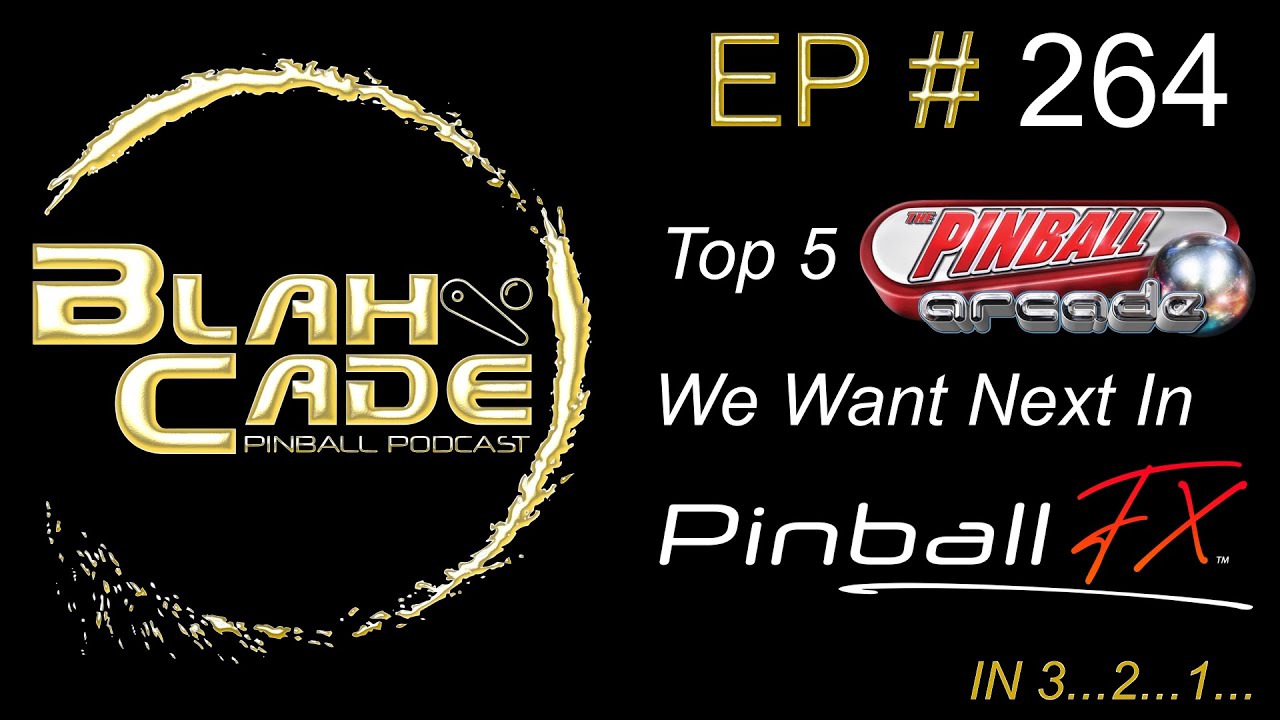 BLAH
CADE
PINBALL PODCAST
EP # 264
Top 5 THE PINBALL arcade
We Want Next In
Pinball FX™
IN 3...2...1...